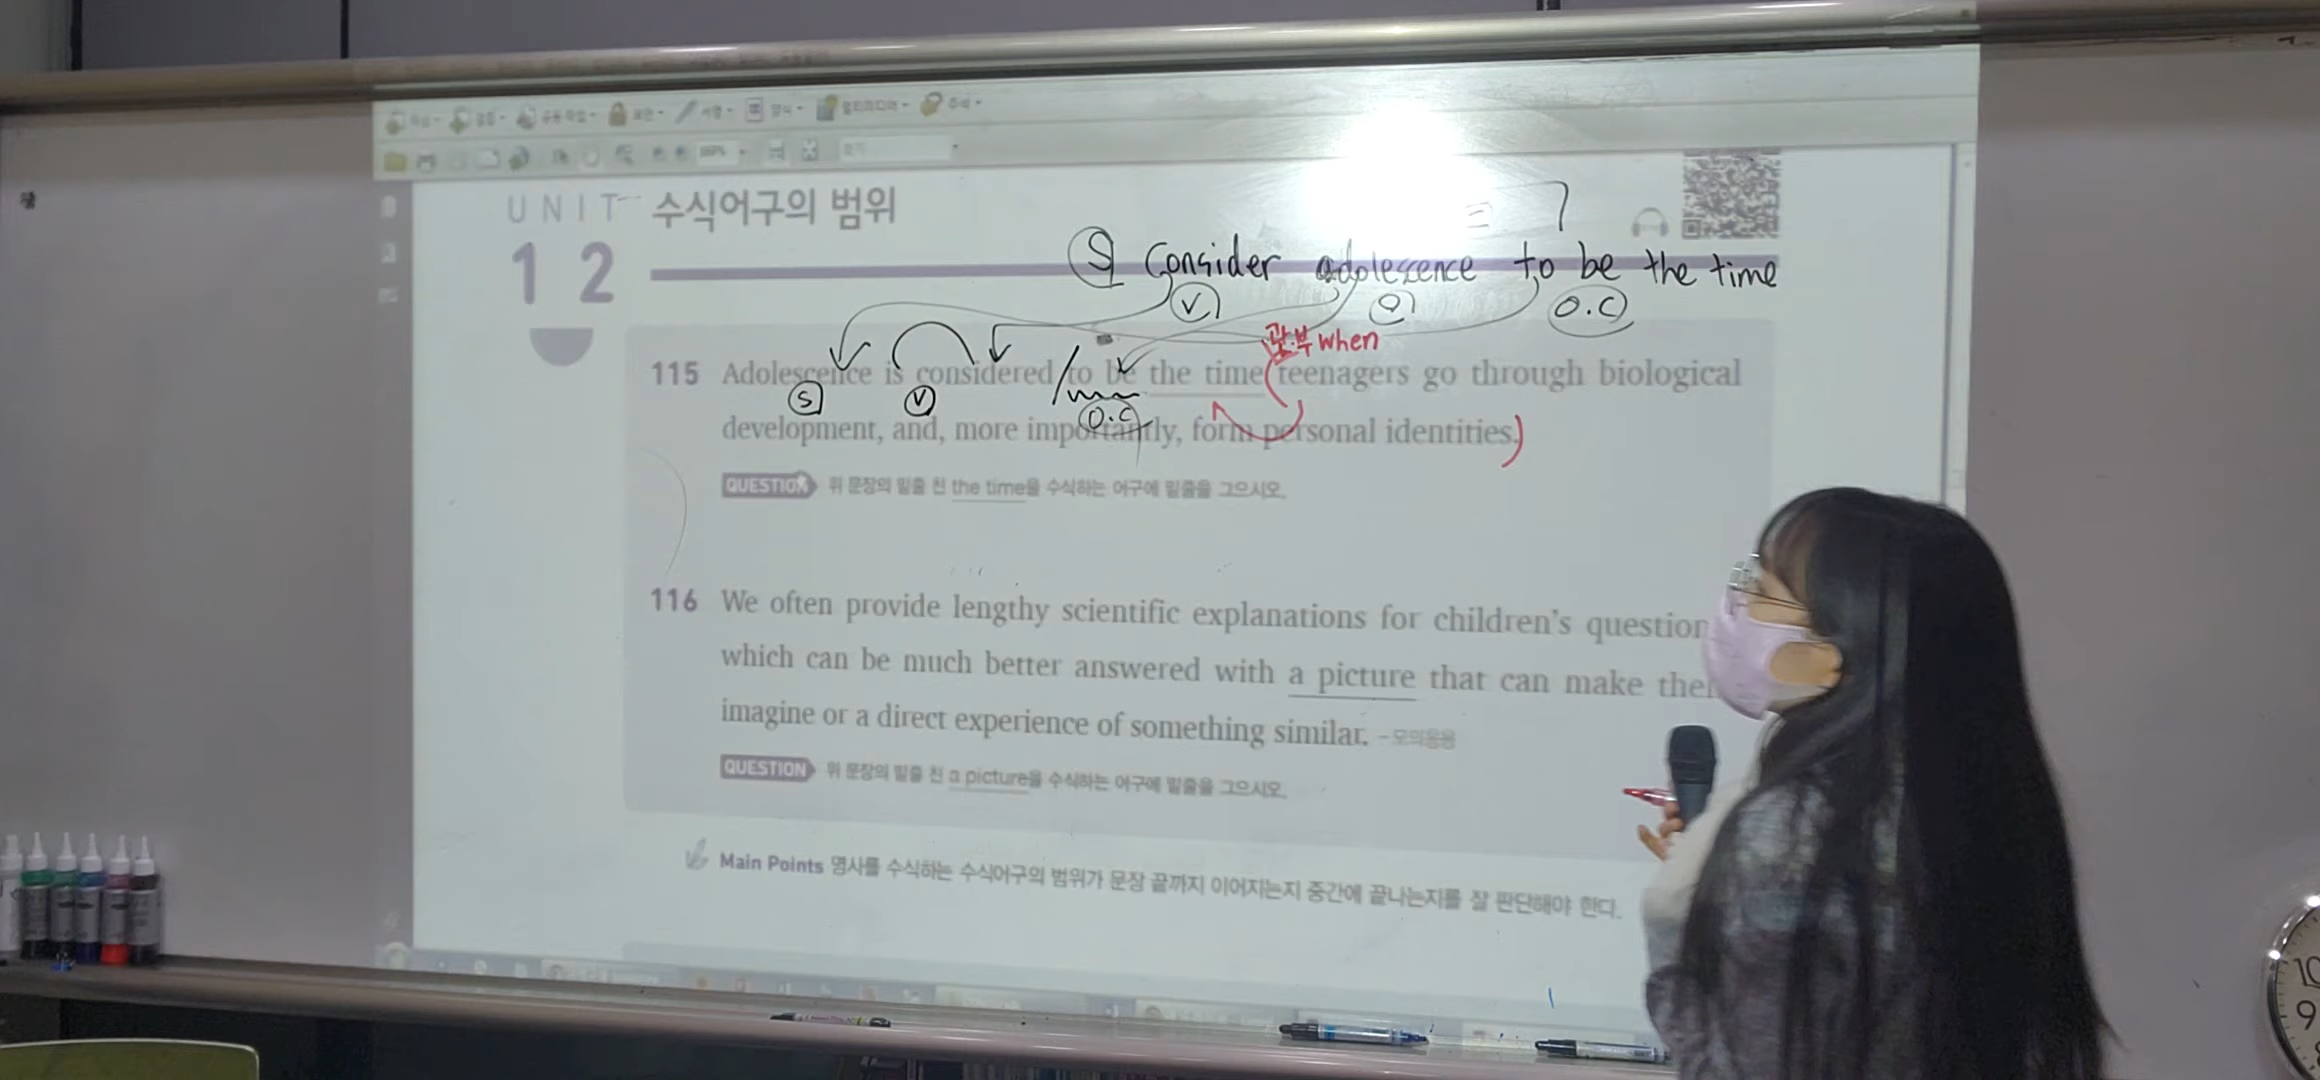 UNIT 수식어구의 범위
12
S Consider adolescence to be the time
V O O.C
관·부 when
115 Adolescence is considered / to be the time ( teenagers go through biological
S V O.C
development, and, more importantly, form personal identities.)
QUESTION 위 문장의 밑줄 친 the time을 수식하는 어구에 밑줄을 그으시오.
116 We often provide lengthy scientific explanations for children's question
which can be much better answered with a picture that can make the
imagine or a direct experience of something similar. -모의응용
QUESTION 위 문장의 밑줄 친 a picture를 수식하는 어구에 밑줄을 그으시오.
Main Points 명사를 수식하는 수식어구의 범위가 문장 끝까지 이어지는지 중간에 끝나는지를 잘 판단해야 한다.
10
9
8